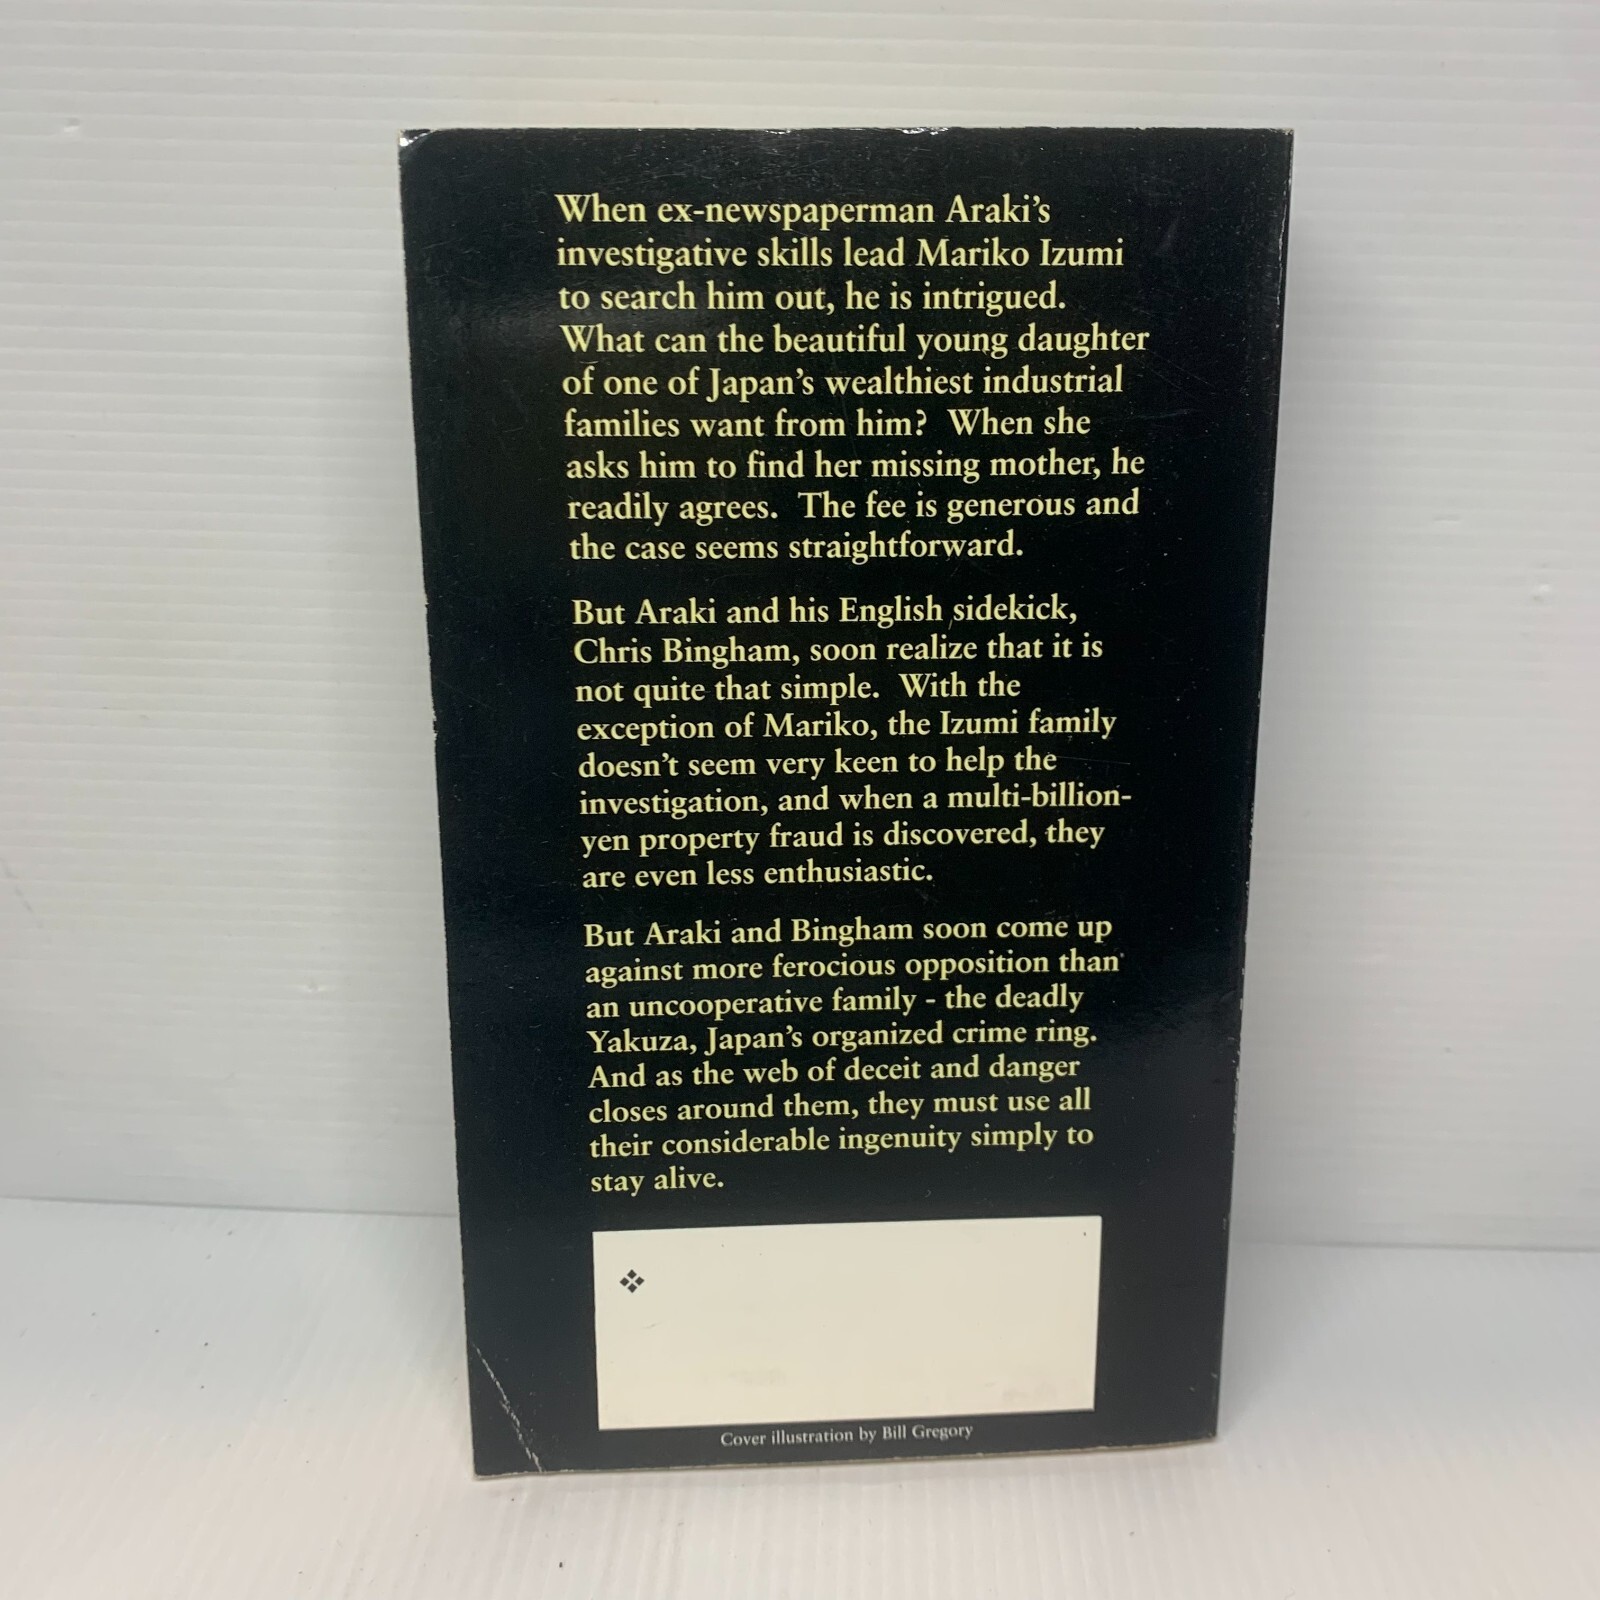 When ex-newspaperman Araki's
investigative skills lead Mariko Izumi
to search him out, he is intrigued.
What can the beautiful young daughter
of one of Japan's wealthiest industrial
families want from him?  When she
asks him to find her missing mother, he
readily agrees.  The fee is generous and
the case seems straightforward.
But Araki and his English sidekick,
Chris Bingham, soon realize that it is
not quite that simple.  With the
exception of Mariko, the Izumi family
doesn't seem very keen to help the
investigation, and when a multi-billion-
yen property fraud is discovered, they
are even less enthusiastic.
But Araki and Bingham soon come up
against more ferocious opposition than
an uncooperative family - the deadly
Yakuza, Japan's organized crime ring.
And as the web of deceit and danger
closes around them, they must use all
their considerable ingenuity simply to
stay alive.
Cover illustration by Bill Gregory